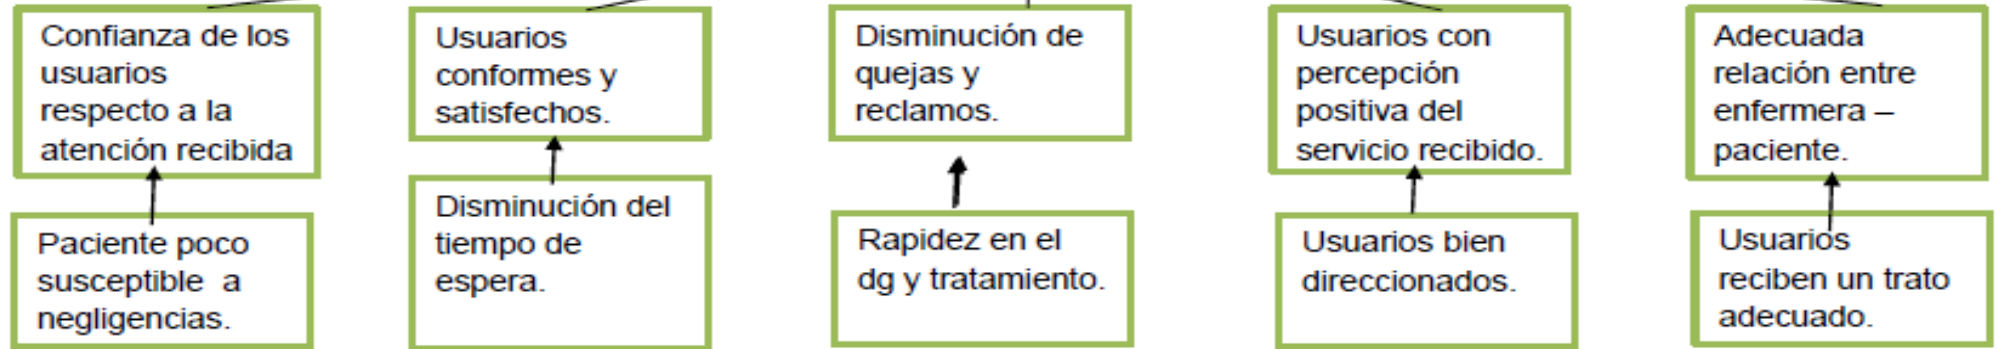 Confianza de los
usuarios
respecto a la
atención recibida
Usuarios
conformes y
satisfechos.
Disminución de
quejas y
reclamos.
Usuarios con
percepción
positiva del
servicio recibido.
Adecuada
relación entre
enfermera –
paciente.
Paciente poco
susceptible a
negligencias.
Disminución del
tiempo de
espera.
Rapidez en el
dg y tratamiento.
Usuarios bien
direccionados.
Usuarios
reciben un trato
adecuado.